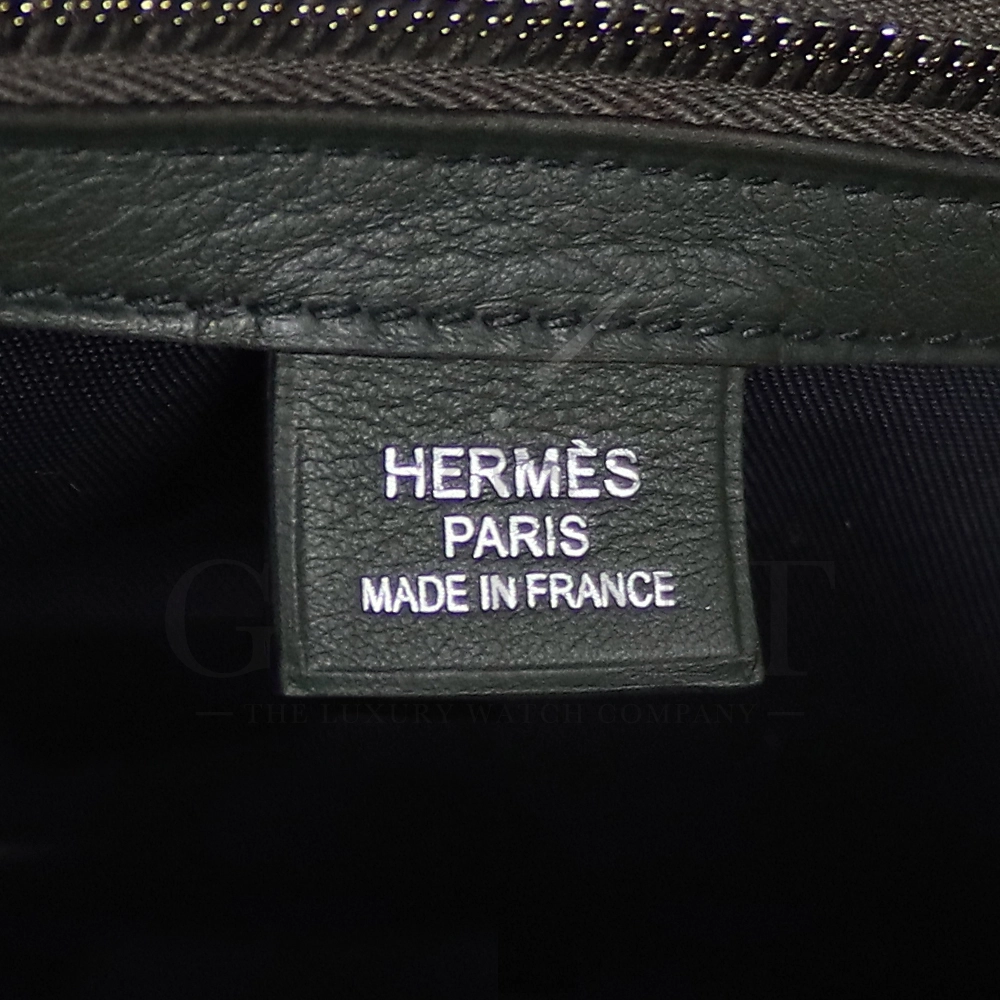 HERMÈS
PARIS
MADE IN FRANCE
THE LUXURY WATCH COMPANY